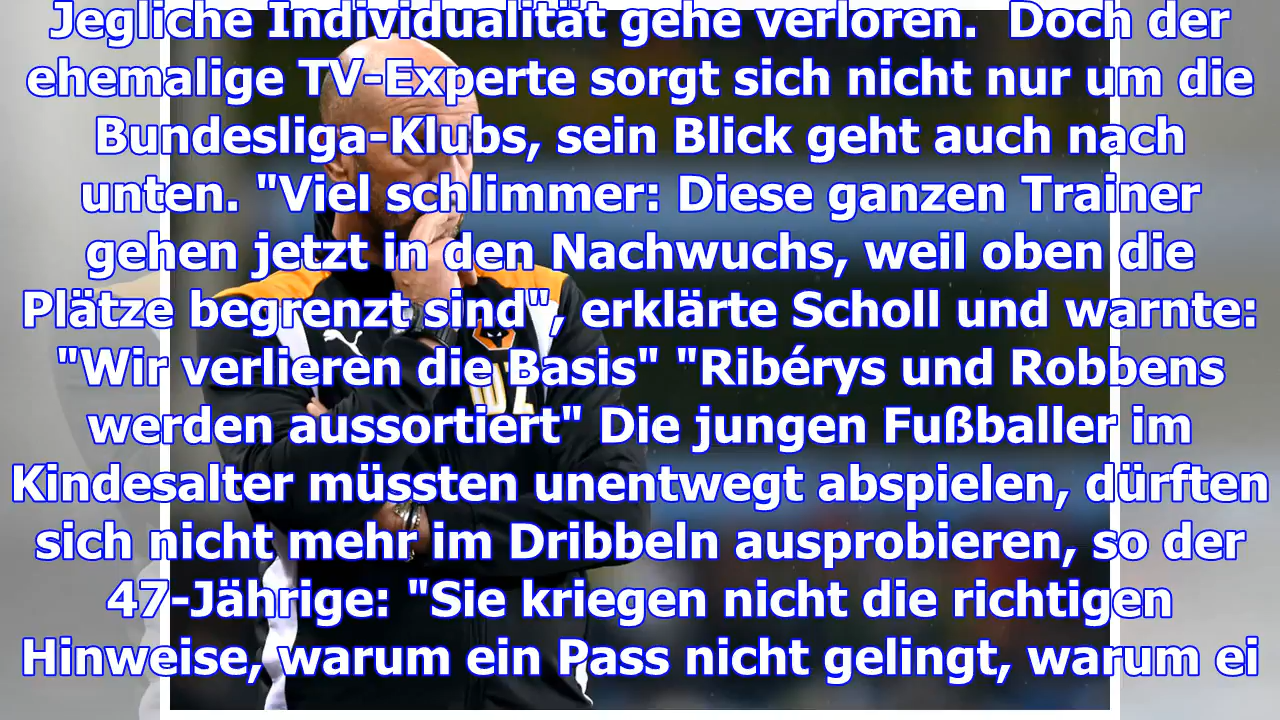 Jegliche Individualität gehe verloren. Doch der
ehemalige TV-Experte sorgt sich nicht nur um die
Bundesliga-Klubs, sein Blick geht auch nach
unten. "Viel schlimmer: Diese ganzen Trainer
gehen jetzt in den Nachwuchs, weil oben die
Plätze begrenzt sind", erklärte Scholl und warnte:
"Wir verlieren die Basis" "Ribérys und Robbens
werden aussortiert" Die jungen Fußballer im
Kindesalter müssten unentwegt abspielen, dürften
sich nicht mehr im Dribbeln ausprobieren, so der
47-Jährige: "Sie kriegen nicht die richtigen
Hinweise, warum ein Pass nicht gelingt, warum ei